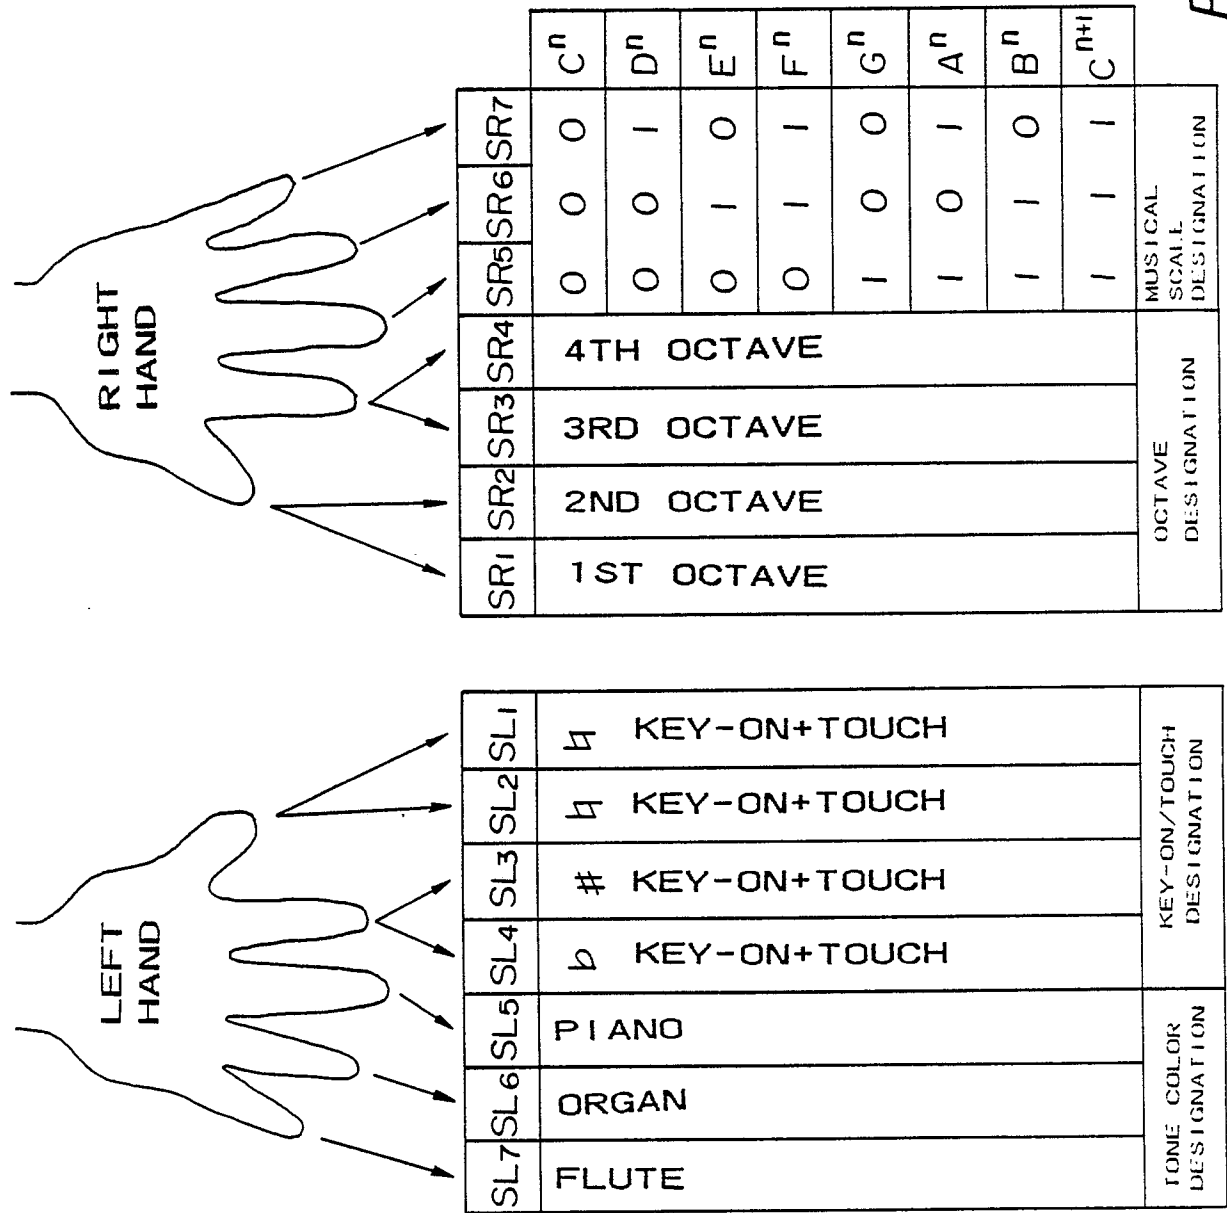 LEFT
HAND
SL7 SL6 SL5 SL4 SL3 SL2 SL1
FLUTE
ORGAN
PIANO
♭ KEY-ON+TOUCH
# KEY-ON+TOUCH
♮ KEY-ON+TOUCH
♮ KEY-ON+TOUCH
TONE COLOR
DESIGNATION
KEY-ON/TOUCH
DESIGNATION
RIGHT
HAND
SR1 SR2 SR3 SR4 SR5 SR6 SR7
1ST OCTAVE
2ND OCTAVE
3RD OCTAVE
4TH OCTAVE
0 0 0 Cⁿ
0 0 1 Dⁿ
0 1 0 Eⁿ
0 1 1 Fⁿ
1 0 0 Gⁿ
1 0 1 Aⁿ
1 1 0 Bⁿ
1 1 1 Cⁿ⁺¹
OCTAVE
DESIGNATION
MUSICAL
SCALE
DESIGNATION